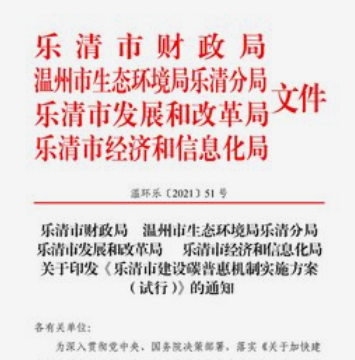 乐清市财政局
温州市生态环境局乐清分局
乐清市发展和改革局
乐清市经济和信息化局
文件
温环乐〔2021〕51号
乐清市财政局 温州市生态环境局乐清分局
乐清市发展和改革局 乐清市经济和信息化局
关于印发《乐清市建设碳普惠机制实施方案
（试行）》的通知
各有关单位：
为深入贯彻党中央、国务院决策部署，落实《关于加快建